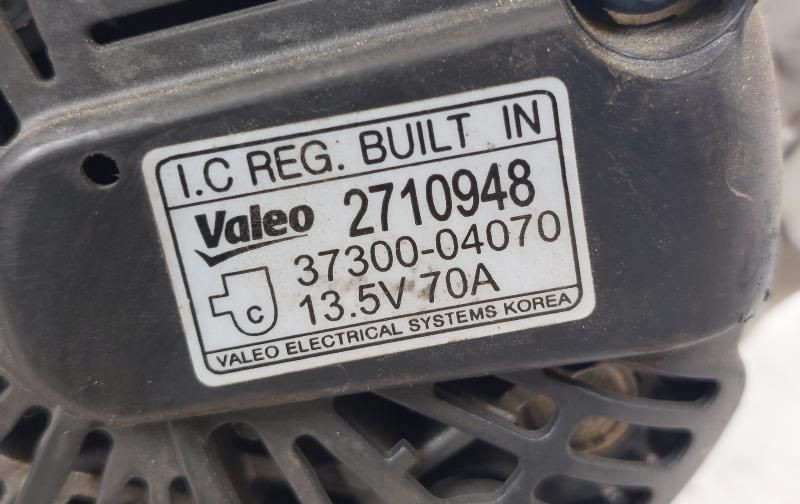 I.C REG. BUILT IN
Valeo 2710948
37300-04070
C 13.5V 70A
VALEO ELECTRICAL SYSTEMS KOREA